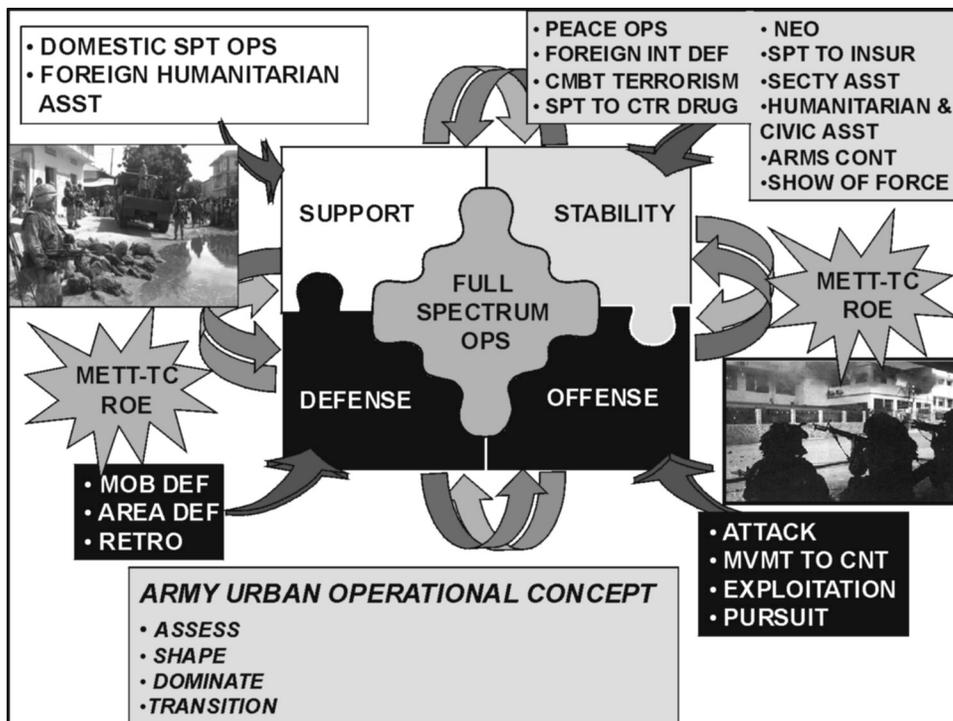 • DOMESTIC SPT OPS
• FOREIGN HUMANITARIAN
ASST
• PEACE OPS
• FOREIGN INT DEF
• CMBT TERRORISM
• SPT TO CTR DRUG
• NEO
• SPT TO INSUR
• SECTY ASST
• HUMANITARIAN &
CIVIC ASST
• ARMS CONT
• SHOW OF FORCE
SUPPORT
STABILITY
FULL
SPECTRUM
OPS
METT-TC
ROE
METT-TC
ROE
DEFENSE
OFFENSE
• MOB DEF
• AREA DEF
• RETRO
• ATTACK
• MVMT TO CNT
• EXPLOITATION
• PURSUIT
ARMY URBAN OPERATIONAL CONCEPT
• ASSESS
• SHAPE
• DOMINATE
•TRANSITION